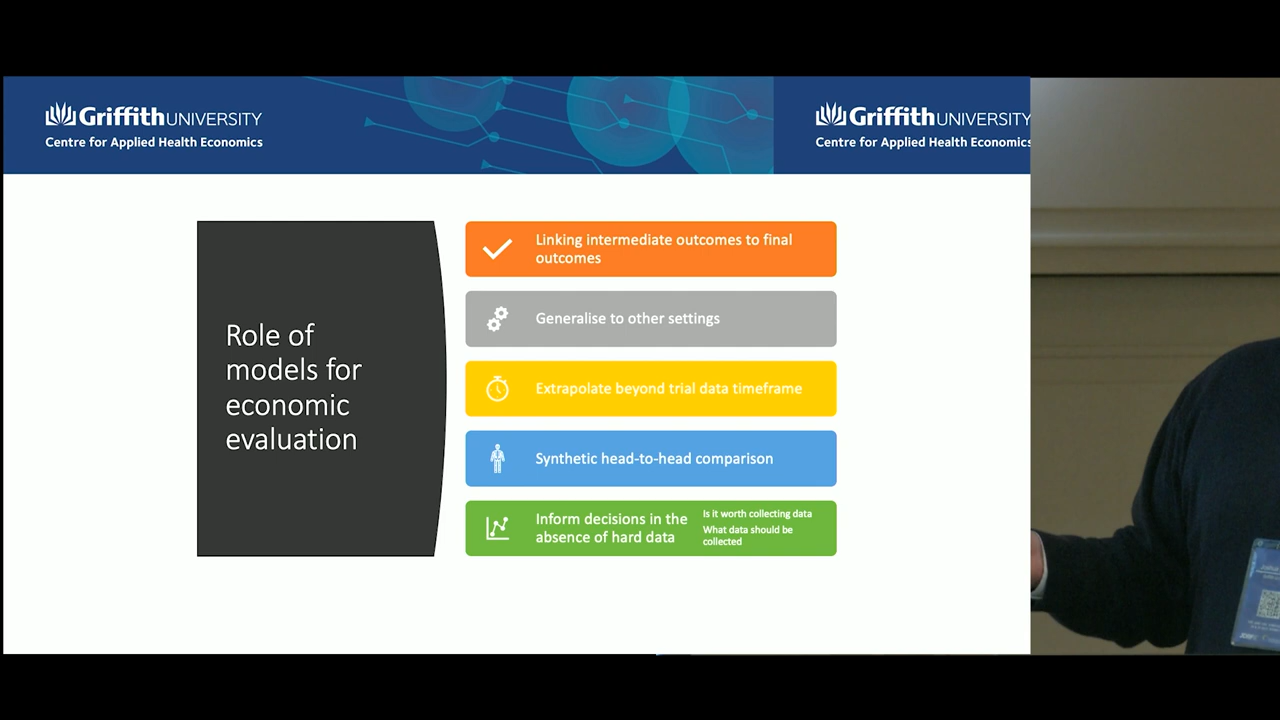 Griffith UNIVERSITY
Centre for Applied Health Economics
Griffith UNIVERSITY
Centre for Applied Health Economics
Role of
models for
economic
evaluation
Linking intermediate outcomes to final
outcomes
Generalise to other settings
Extrapolate beyond trial data timeframe
Synthetic head-to-head comparison
Inform decisions in the
absence of hard data
Is it worth collecting data
What data should be
collected